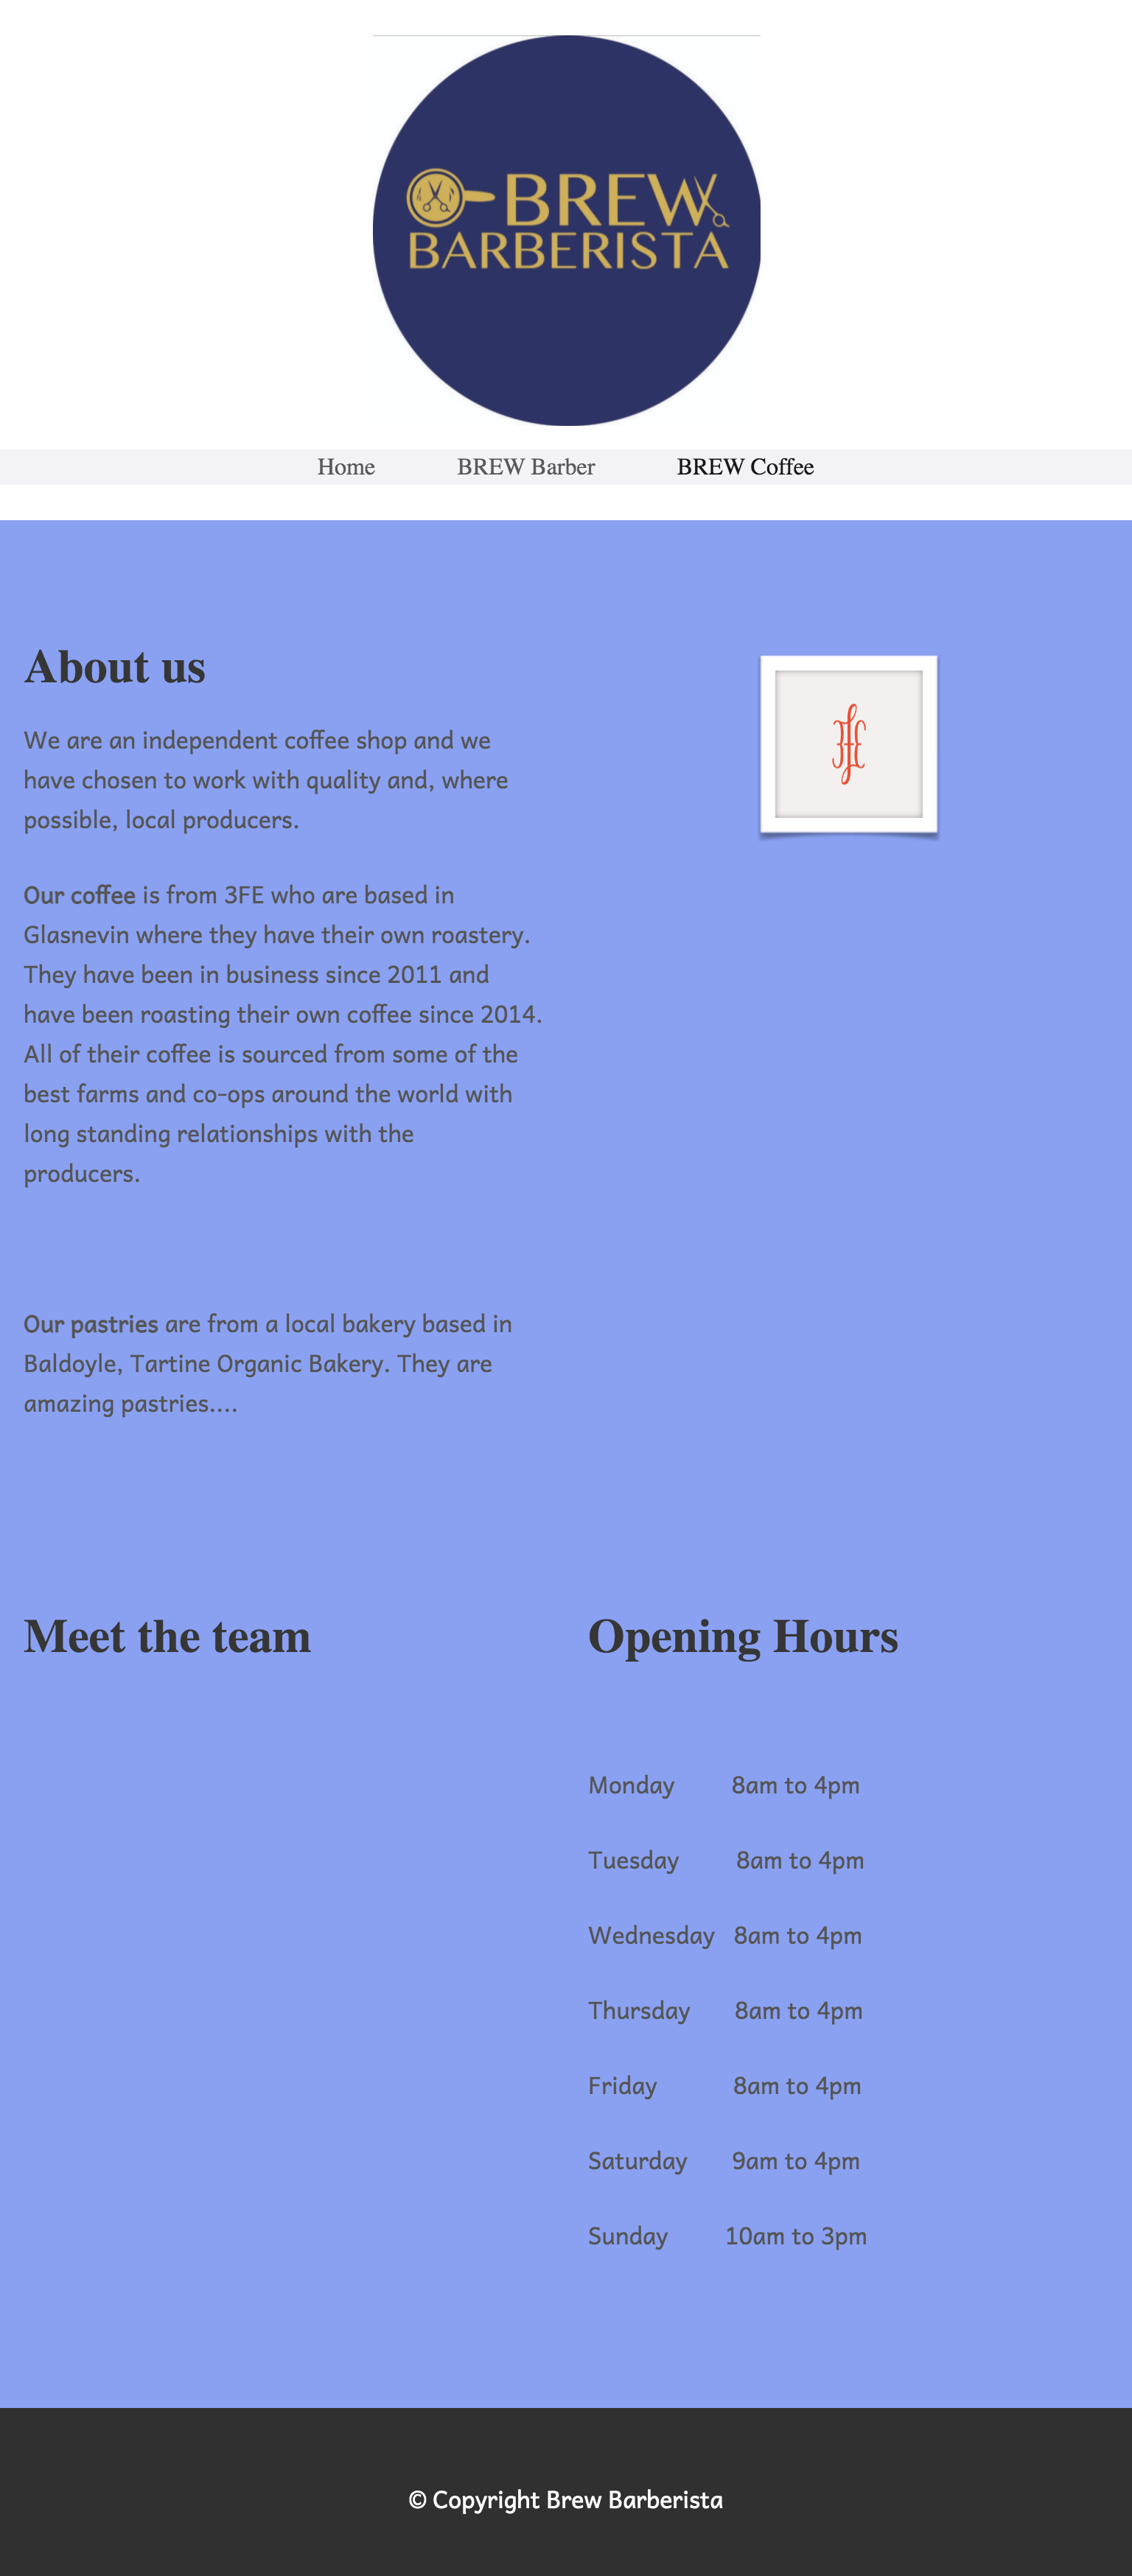 BREW
BARBERISTA
Home BREW Barber BREW Coffee
About us
We are an independent coffee shop and we
have chosen to work with quality and, where
possible, local producers.
Our coffee is from 3FE who are based in
Glasnevin where they have their own roastery.
They have been in business since 2011 and
have been roasting their own coffee since 2014.
All of their coffee is sourced from some of the
best farms and co-ops around the world with
long standing relationships with the
producers.
Our pastries are from a local bakery based in
Baldoyle, Tartine Organic Bakery. They are
amazing pastries....
Meet the team
Opening Hours
Monday 8am to 4pm
Tuesday 8am to 4pm
Wednesday 8am to 4pm
Thursday 8am to 4pm
Friday 8am to 4pm
Saturday 9am to 4pm
Sunday 10am to 3pm
© Copyright Brew Barberista